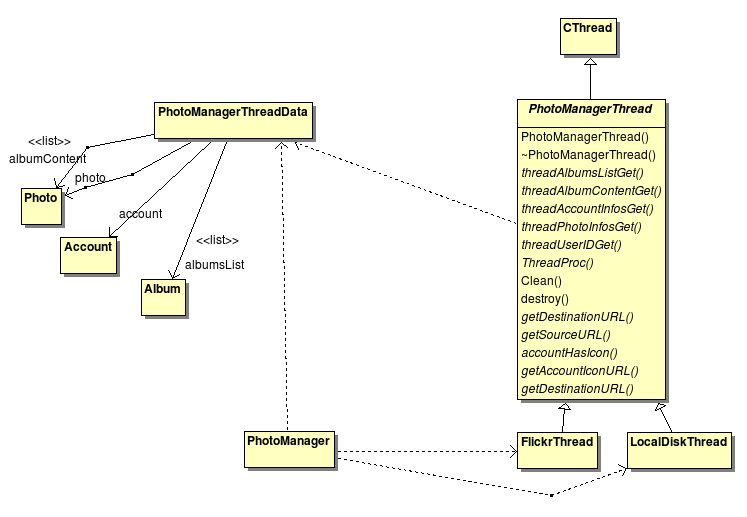 CThread
PhotoManagerThreadData
PhotoManagerThread
PhotoManagerThread()
~PhotoManagerThread()
threadAlbumsListGet()
threadAlbumContentGet()
threadAccountInfosGet()
threadPhotoInfosGet()
threadUserIDGet()
ThreadProc()
Clean()
destroy()
getDestinationURL()
getSourceURL()
accountHasIcon()
getAccountIconURL()
getDestinationURL()
<<list>>
albumContent
photo
Photo
account
Account
<<list>>
albumsList
Album
PhotoManager
FlickrThread
LocalDiskThread